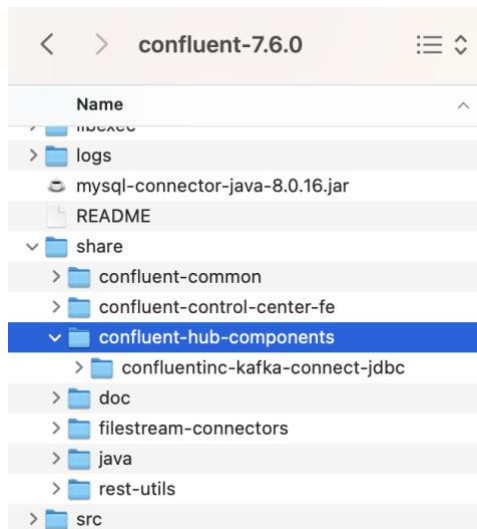 confluent-7.6.0
Name
libexec
logs
mysql-connector-java-8.0.16.jar
README
share
confluent-common
confluent-control-center-fe
confluent-hub-components
confluentinc-kafka-connect-jdbc
doc
filestream-connectors
java
rest-utils
src